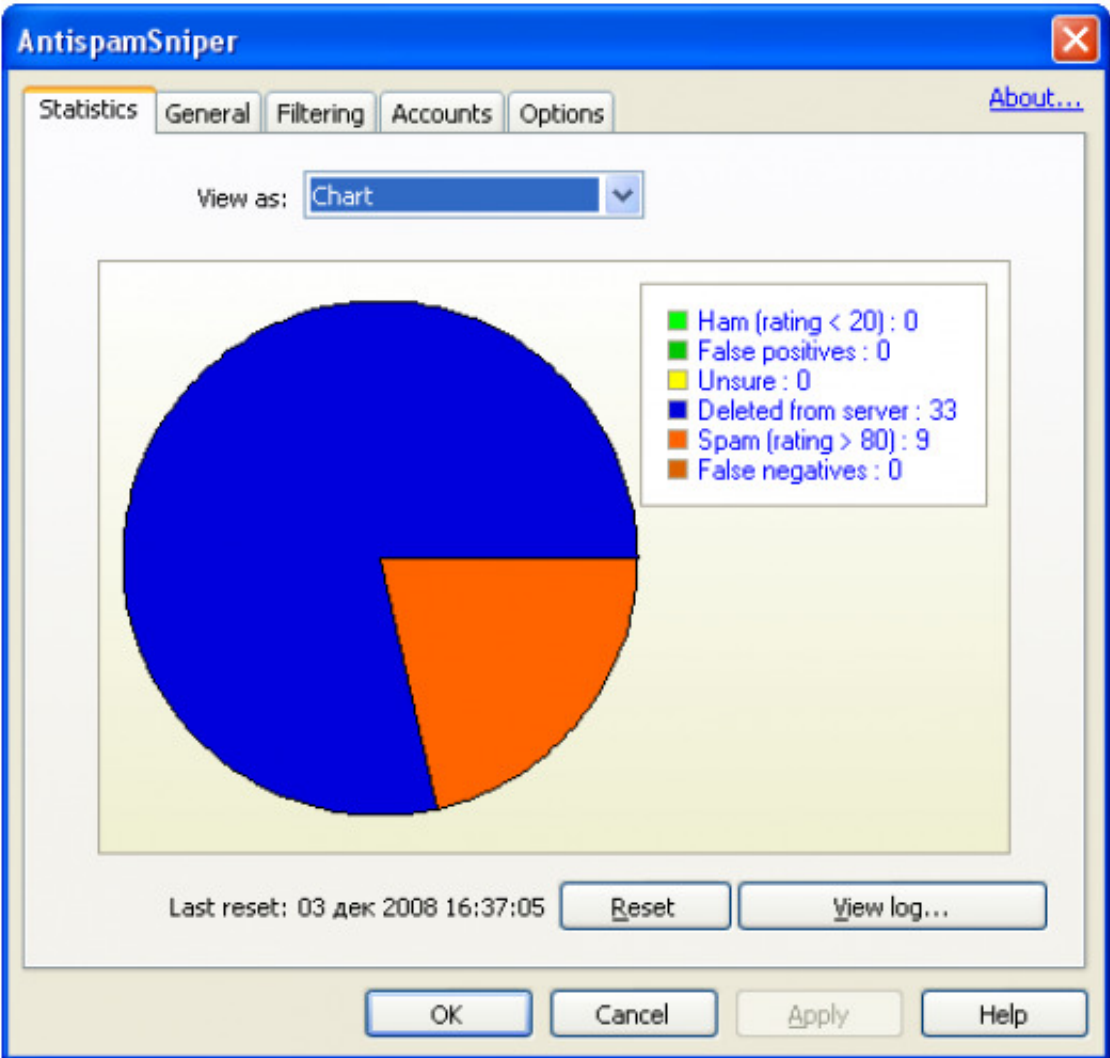 AntispamSniper
About...
Statistics General Filtering Accounts Options
View as: Chart
Ham (rating < 20) : 0
False positives : 0
Unsure : 0
Deleted from server : 33
Spam (rating > 80) : 9
False negatives : 0
Last reset: 03 дек 2008 16:37:05 Reset View log...
OK Cancel Apply Help